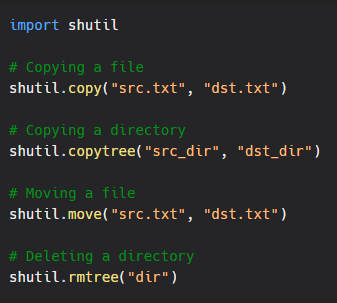 import shutil

# Copying a file
shutil.copy("src.txt", "dst.txt")

# Copying a directory
shutil.copytree("src_dir", "dst_dir")

# Moving a file
shutil.move("src.txt", "dst.txt")

# Deleting a directory
shutil.rmtree("dir")